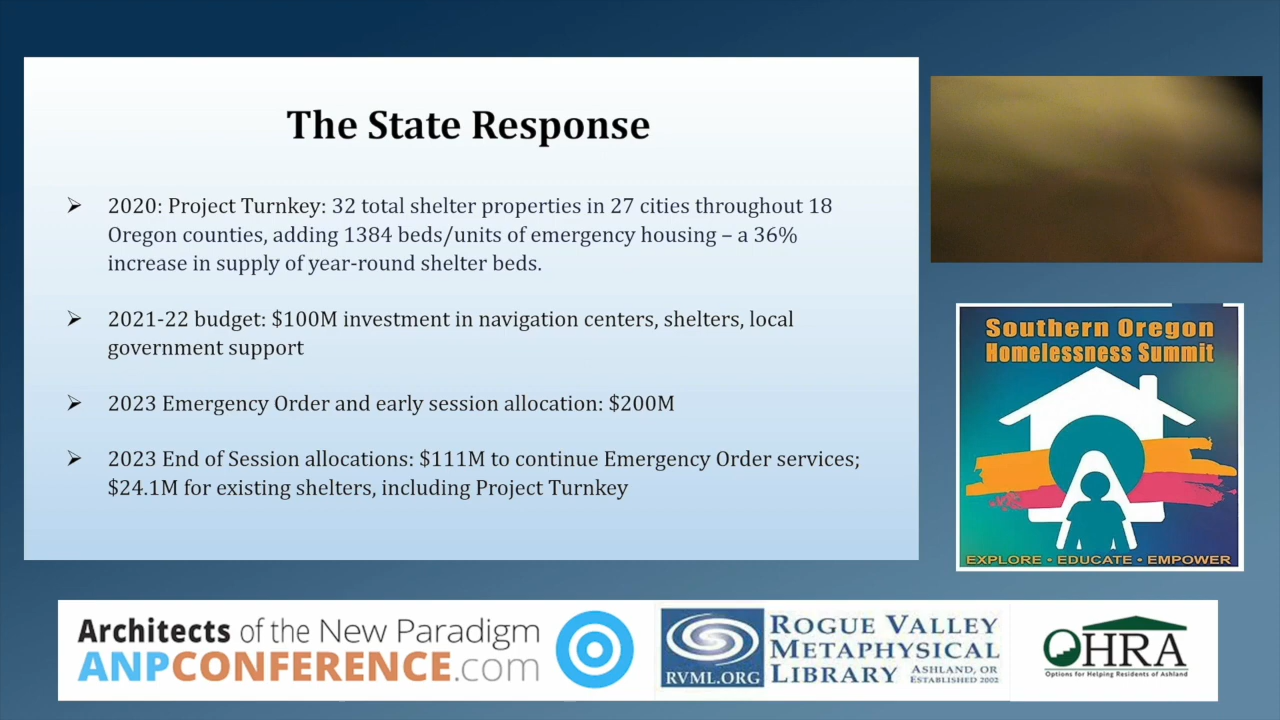 The State Response
➢ 2020: Project Turnkey: 32 total shelter properties in 27 cities throughout 18
Oregon counties, adding 1384 beds/units of emergency housing – a 36%
increase in supply of year-round shelter beds.
➢ 2021-22 budget: $100M investment in navigation centers, shelters, local
government support
➢ 2023 Emergency Order and early session allocation: $200M
➢ 2023 End of Session allocations: $111M to continue Emergency Order services;
$24.1M for existing shelters, including Project Turnkey
Southern Oregon
Homelessness Summit
EXPLORE • EDUCATE • EMPOWER
Architects of the New Paradigm
ANPCONFERENCE.com
RVML.ORG
ROGUE VALLEY
METAPHYSICAL
LIBRARY
ASHLAND, OR
ESTABLISHED 2002
OHRA
Options for Helping Residents of Ashland